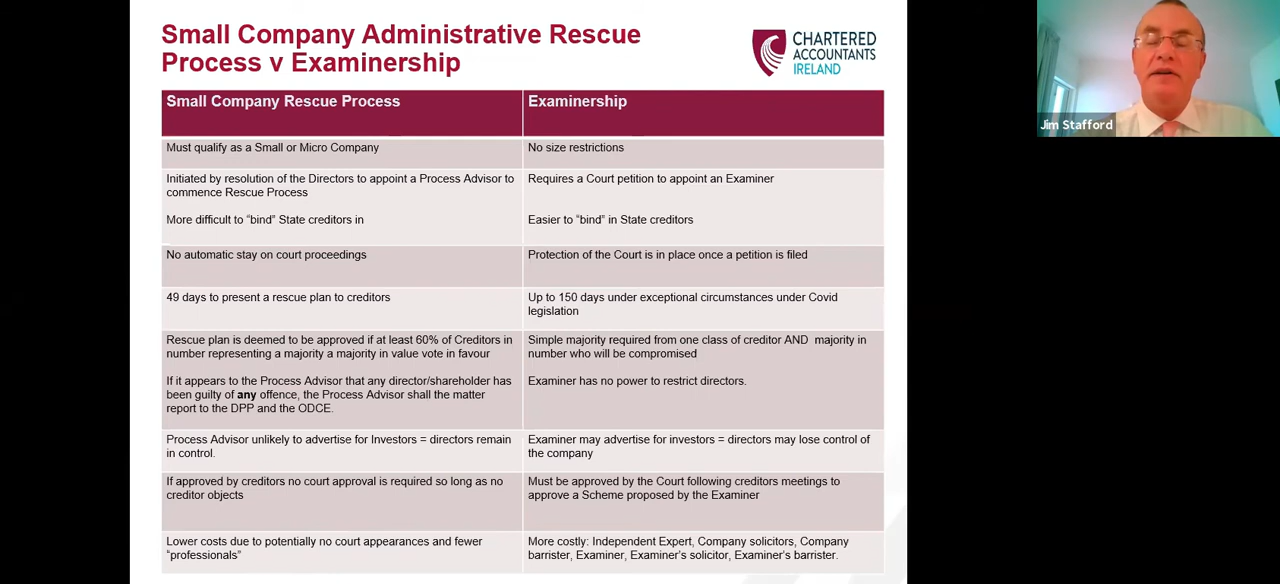 Small Company Administrative Rescue
Process v Examinership
CHARTERED
ACCOUNTANTS
IRELAND
Jim Stafford
Small Company Rescue Process
Examinership
Must qualify as a Small or Micro Company
No size restrictions
Initiated by resolution of the Directors to appoint a Process Advisor to
commence Rescue Process
More difficult to “bind” State creditors in
Requires a Court petition to appoint an Examiner
Easier to “bind” in State creditors
No automatic stay on court proceedings
Protection of the Court is in place once a petition is filed
49 days to present a rescue plan to creditors
Up to 150 days under exceptional circumstances under Covid
legislation
Rescue plan is deemed to be approved if at least 60% of Creditors in
number representing a majority a majority in value vote in favour
If it appears to the Process Advisor that any director/shareholder has
been guilty of any offence, the Process Advisor shall the matter
report to the DPP and the ODCE.
Simple majority required from one class of creditor AND majority in
number who will be compromised
Examiner has no power to restrict directors.
Process Advisor unlikely to advertise for Investors = directors remain
in control.
Examiner may advertise for investors = directors may lose control of
the company
If approved by creditors no court approval is required so long as no
creditor objects
Must be approved by the Court following creditors meetings to
approve a Scheme proposed by the Examiner
Lower costs due to potentially no court appearances and fewer
“professionals”
More costly: Independent Expert, Company solicitors, Company
barrister, Examiner, Examiner’s solicitor, Examiner’s barrister.